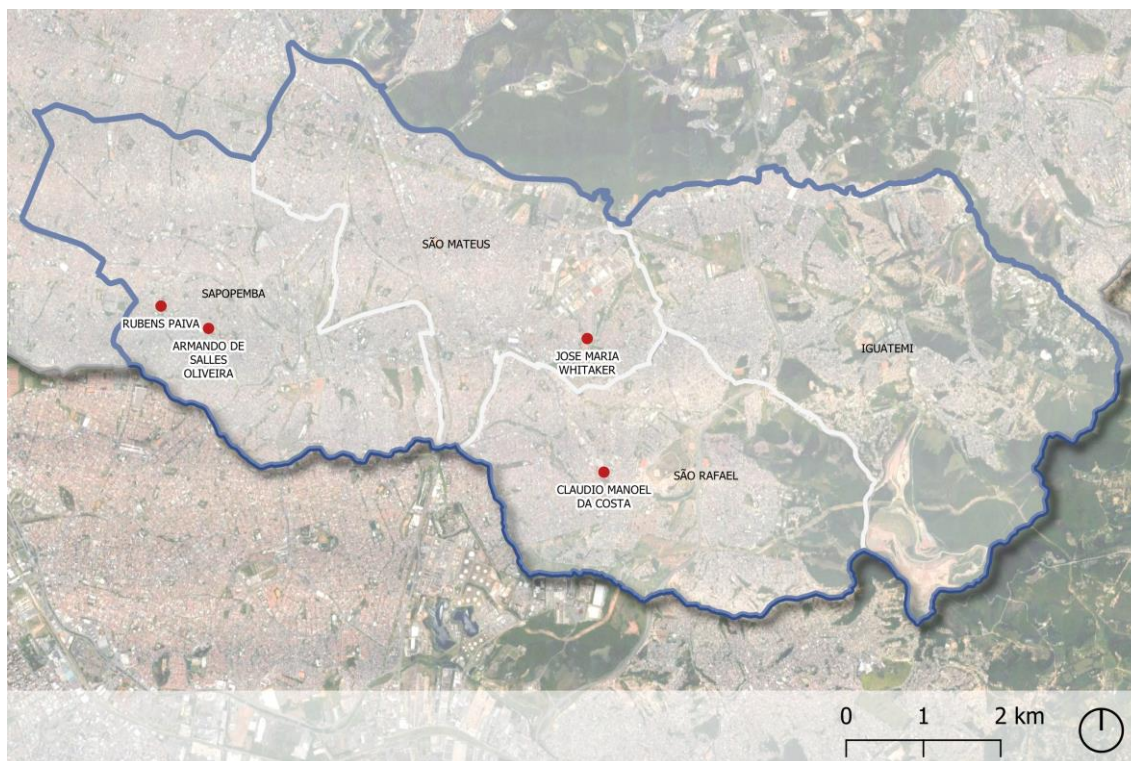 SÃO MATEUS
SAPOPEMBA
RUBENS PAIVA
ARMANDO DE
SALLES
OLIVEIRA
JOSE MARIA
WHITAKER
IGUATEMI
CLAUDIO MANOEL
DA COSTA
SÃO RAFAEL
0 1 2 km